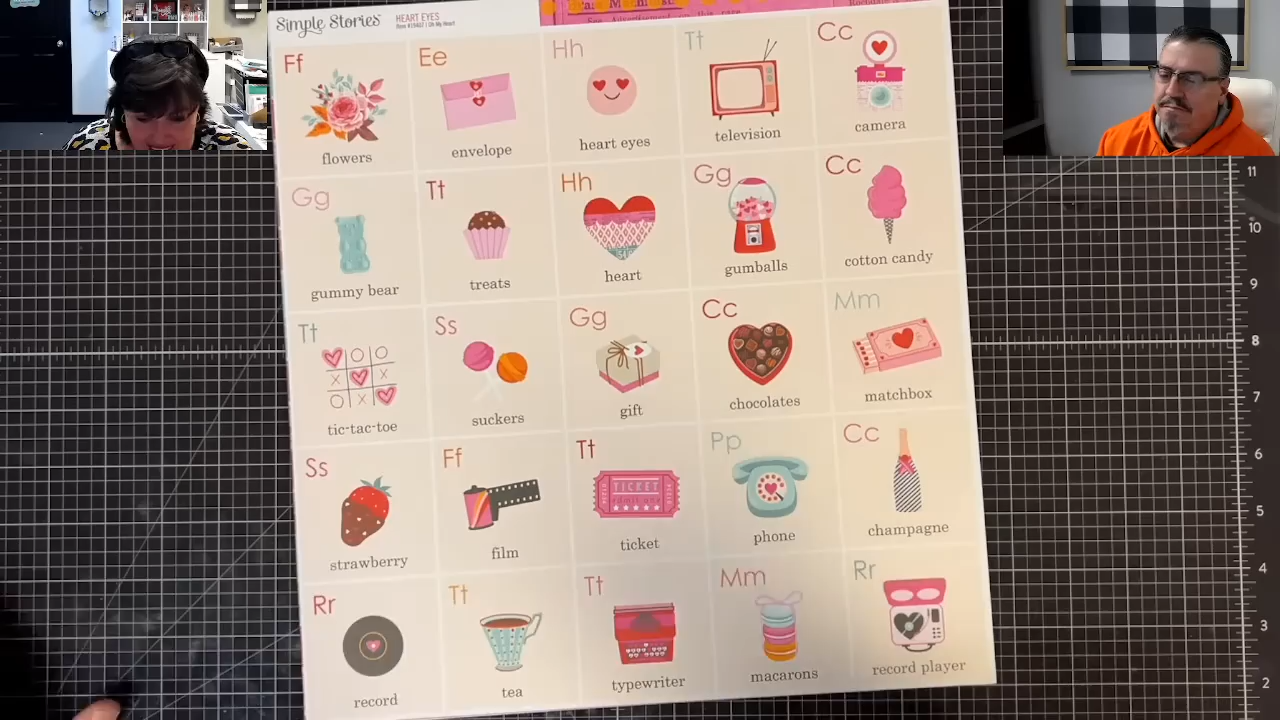 Simple Stories
HEART EYES
Ff
flowers
Ee
envelope
Hh
heart eyes
Tt
television
Cc
camera
Gg
gummy bear
Tt
treats
Hh
heart
Gg
gumballs
Cc
cotton candy
Tt
tic-tac-toe
Ss
suckers
Gg
gift
Cc
chocolates
Mm
matchbox
Ss
strawberry
Ff
film
Tt
TICKET
admit one
ticket
Pp
phone
Cc
champagne
Rr
record
Tt
tea
Tt
typewriter
Mm
macarons
Rr
record player
11
10
9
8
7
6
5
4
3
2